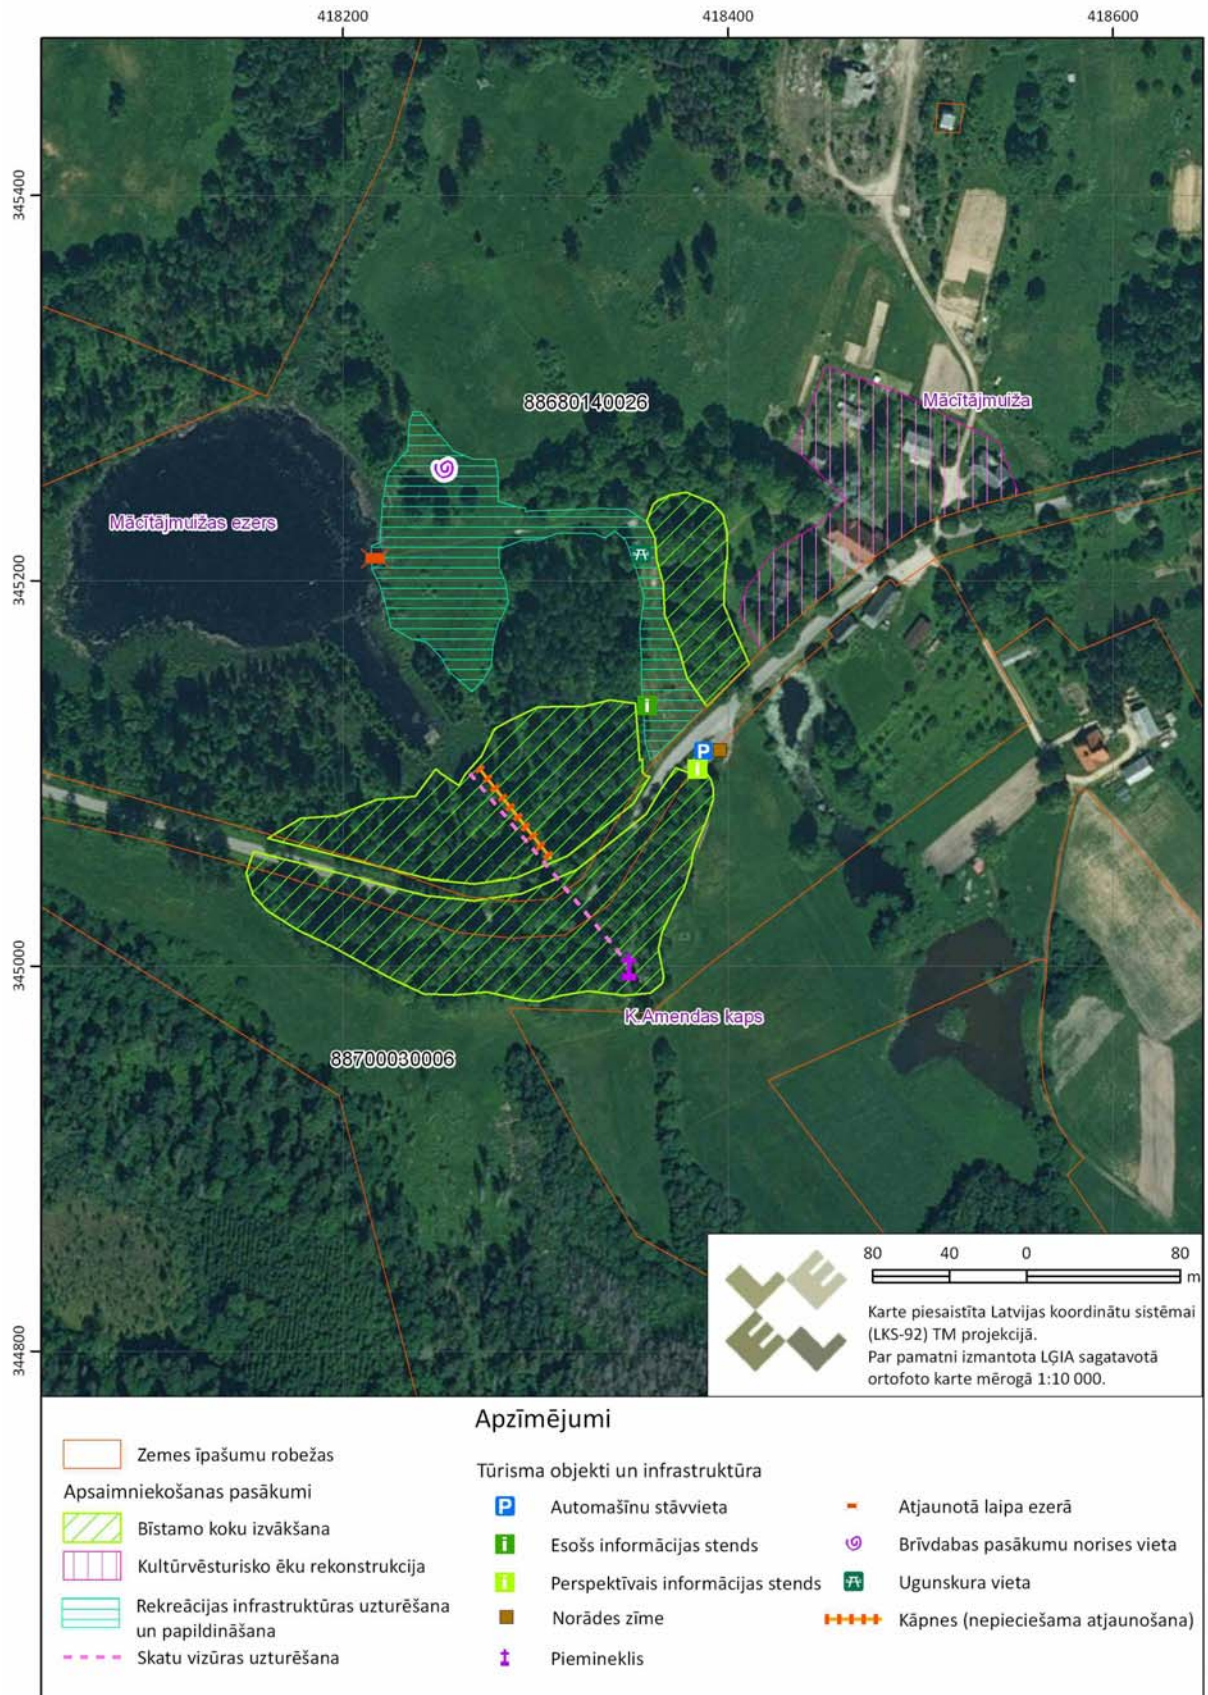 418200
418400
418600
345400
345200
345000
344800
88680140026
Mācītājmuiža
Mācītājmuižas ezers
i
P
i
K.Amendas kaps
88700030006
80 40 0 80
m
Karte piesaistīta Latvijas koordinātu sistēmai
(LKS-92) TM projekcijā.
Par pamatni izmantota LĢIA sagatavotā
ortofoto karte mērogā 1:10 000.
Apzīmējumi
Zemes īpašumu robežas
Apsaimniekošanas pasākumi
Bīstamo koku izvākšana
Kultūrvēsturisko ēku rekonstrukcija
Rekreācijas infrastruktūras uzturēšana
un papildināšana
Skatu vizūras uzturēšana
Tūrisma objekti un infrastruktūra
P Automašīnu stāvvieta
i Esošs informācijas stends
i Perspektīvais informācijas stends
Norādes zīme
Piemineklis
Atjaunotā laipa ezerā
Brīvdabas pasākumu norises vieta
Ugunskura vieta
Kāpnes (nepieciešama atjaunošana)